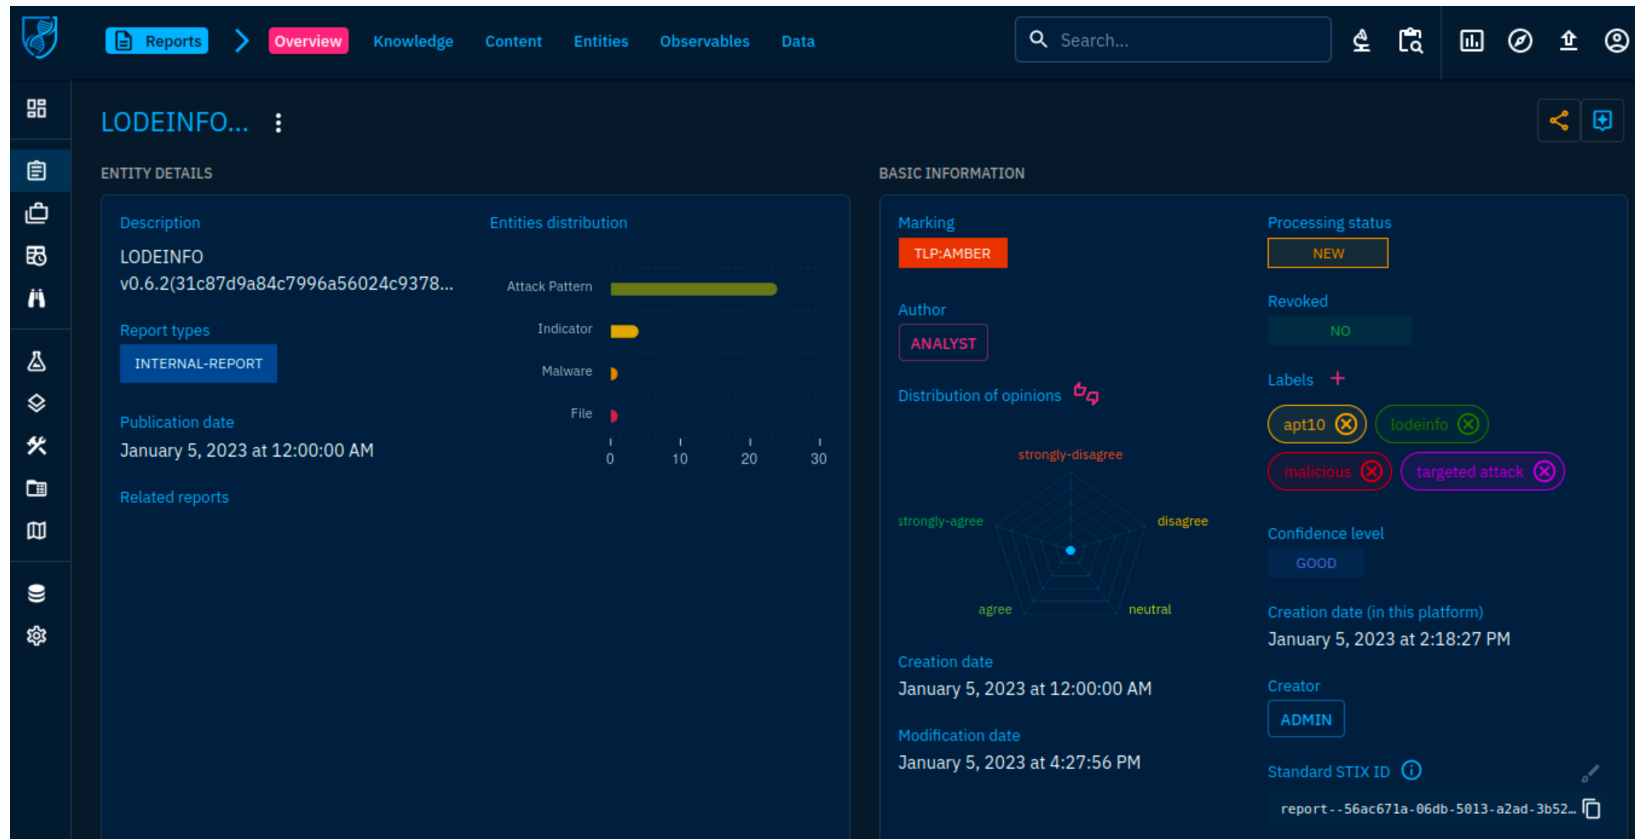 Reports
Overview
Knowledge
Content
Entities
Observables
Data
Search...
LODEINFO...
ENTITY DETAILS
Description
LODEINFO
v0.6.2(31c87d9a84c7996a56024c9378...
Report types
INTERNAL-REPORT
Publication date
January 5, 2023 at 12:00:00 AM
Related reports
Entities distribution
Attack Pattern
Indicator
Malware
File
0 10 20 30
BASIC INFORMATION
Marking
TLP:AMBER
Author
ANALYST
Distribution of opinions
strongly-disagree
strongly-agree
disagree
agree
neutral
Creation date
January 5, 2023 at 12:00:00 AM
Modification date
January 5, 2023 at 4:27:56 PM
Processing status
NEW
Revoked
NO
Labels
apt10
lodeinfo
malicious
targeted attack
Confidence level
GOOD
Creation date (in this platform)
January 5, 2023 at 2:18:27 PM
Creator
ADMIN
Standard STIX ID
report--56ac671a-06db-5013-a2ad-3b52…